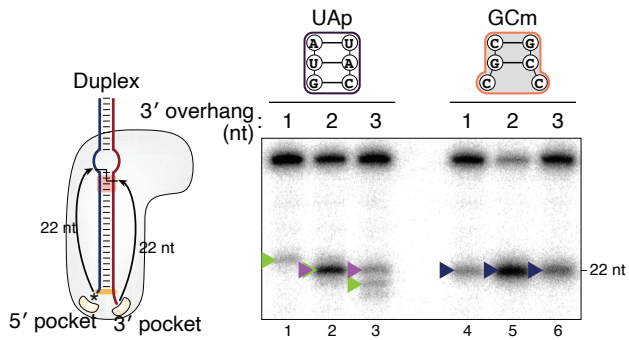 UAp GCm
A U C G
U A G C
G C C C
Duplex
3′ overhang (nt) : 1 2 3 1 2 3
22 nt
22 nt
*
5′ pocket 3′ pocket
22 nt
1 2 3 4 5 6